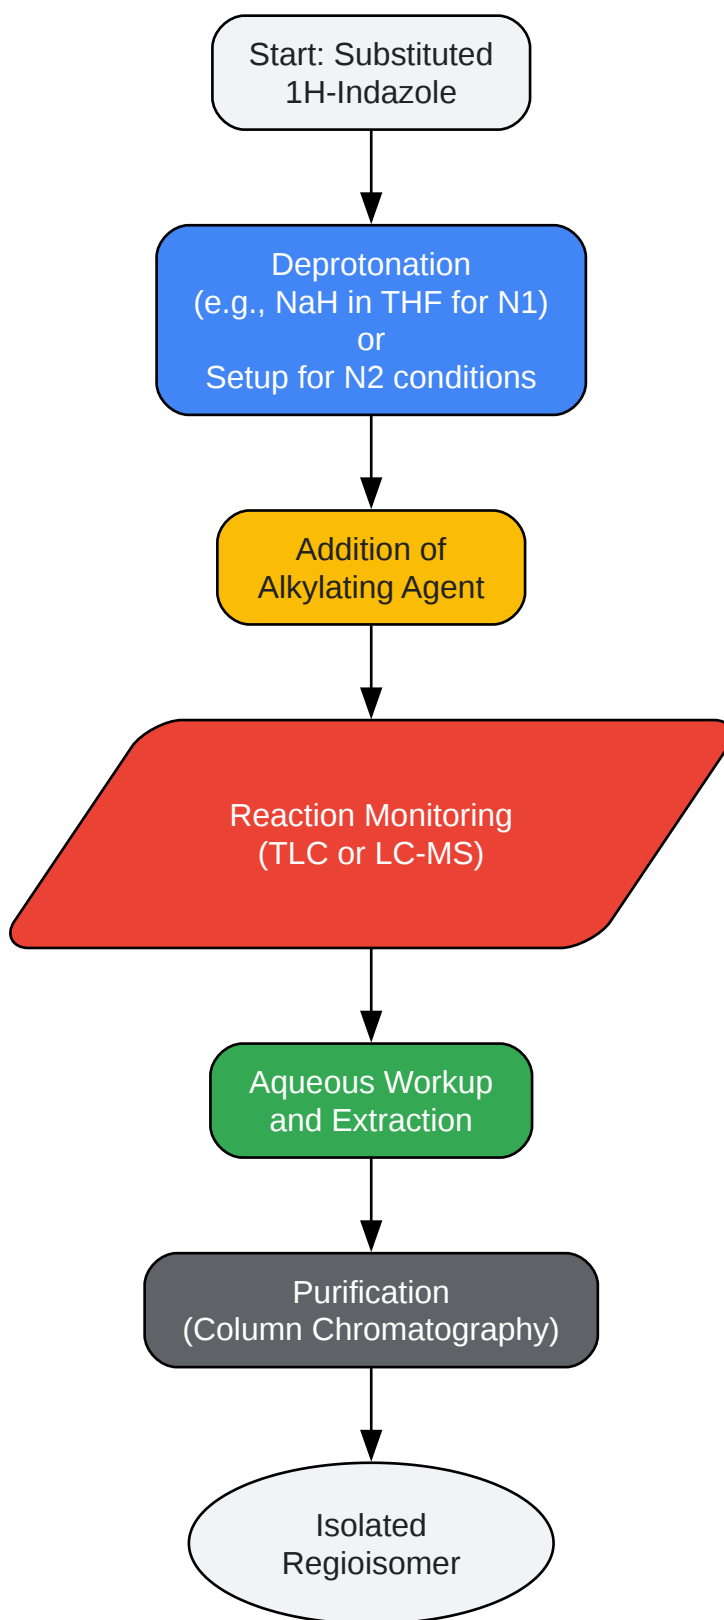 Start: Substituted
1H-Indazole
Deprotonation
(e.g., NaH in THF for N1)
or
Setup for N2 conditions
Addition of
Alkylating Agent
Reaction Monitoring
(TLC or LC-MS)
Aqueous Workup
and Extraction
Purification
(Column Chromatography)
Isolated
Regioisomer